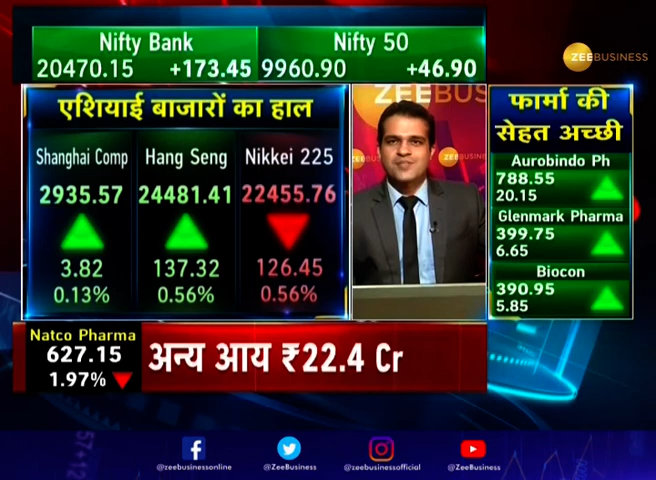 Nifty Bank
20470.15 +173.45
Nifty 50
9960.90 +46.90
ZEEBUSINESS
एशियाई बाजारों का हाल
Shanghai Comp
2935.57
3.82
0.13%
Hang Seng
24481.41
137.32
0.56%
Nikkei 225
22455.76
126.45
0.56%
ZEEBUS
फार्मा की
सेहत अच्छी
Aurobindo Ph
788.55
20.15
Glenmark Pharma
399.75
6.65
Biocon
390.95
5.85
Natco Pharma
627.15
1.97%
अन्य आय ₹22.4 Cr
@zeebusinessonline
@ZeeBusiness
@zeebusinessofficial
@ZeeBusiness